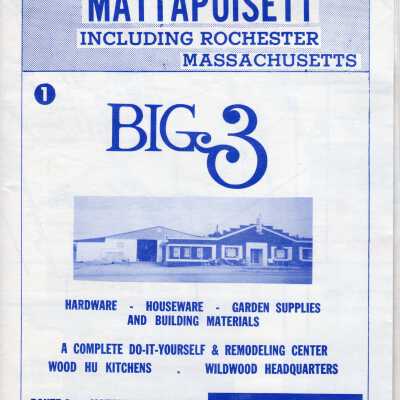 MATTAPOISETT
INCLUDING ROCHESTER
MASSACHUSETTS
1
BIG 3
HARDWARE - HOUSEWARE - GARDEN SUPPLIES
AND BUILDING MATERIALS
A COMPLETE DO-IT-YOURSELF & REMODELING CENTER
WOOD HU KITCHENS . WILDWOOD HEADQUARTERS